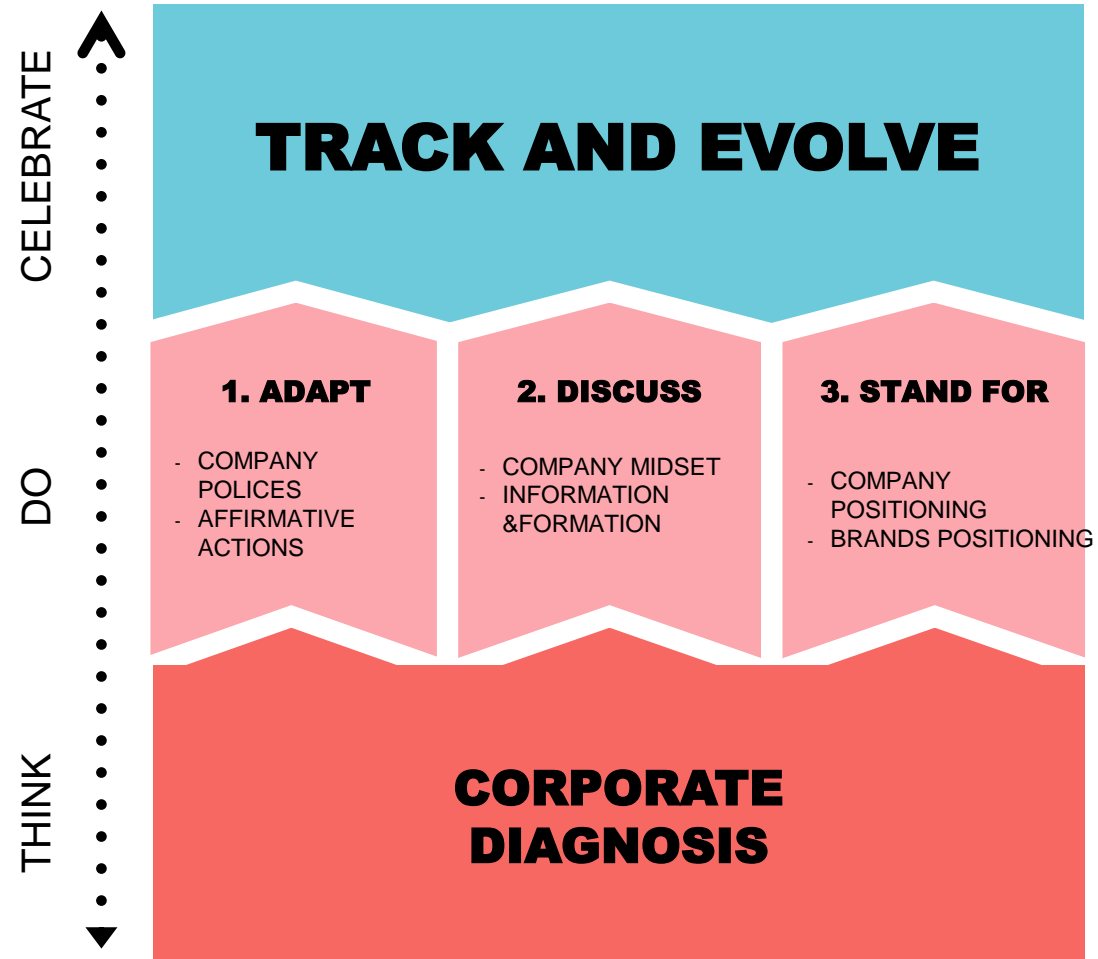 CELEBRATE
TRACK AND EVOLVE
DO
1. ADAPT
- COMPANY
POLICES
- AFFIRMATIVE
ACTIONS
2. DISCUSS
- COMPANY MIDSET
- INFORMATION
&FORMATION
3. STAND FOR
- COMPANY
POSITIONING
- BRANDS POSITIONING
THINK
CORPORATE
DIAGNOSIS